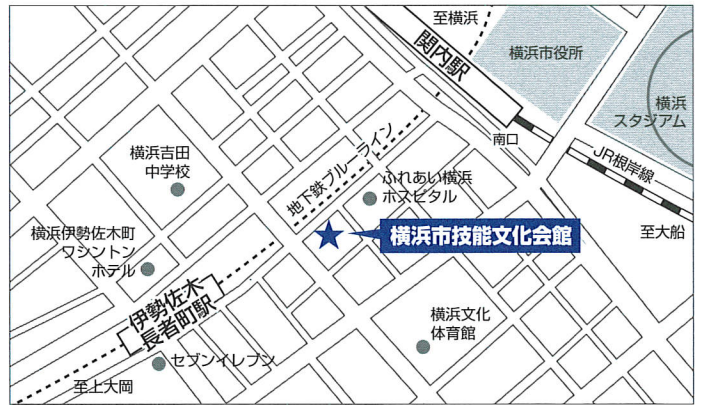 至横浜
関内駅
横浜市役所
横浜
スタジアム
南口
JR根岸線
至大船
横浜吉田
中学校
地下鉄ブルーライン
ふれあい横浜
ホスピタル
横浜市技能文化会館
横浜伊勢佐木町
ワシントン
ホテル
伊勢佐木
長者町駅
横浜文化
体育館
セブンイレブン
至上大岡